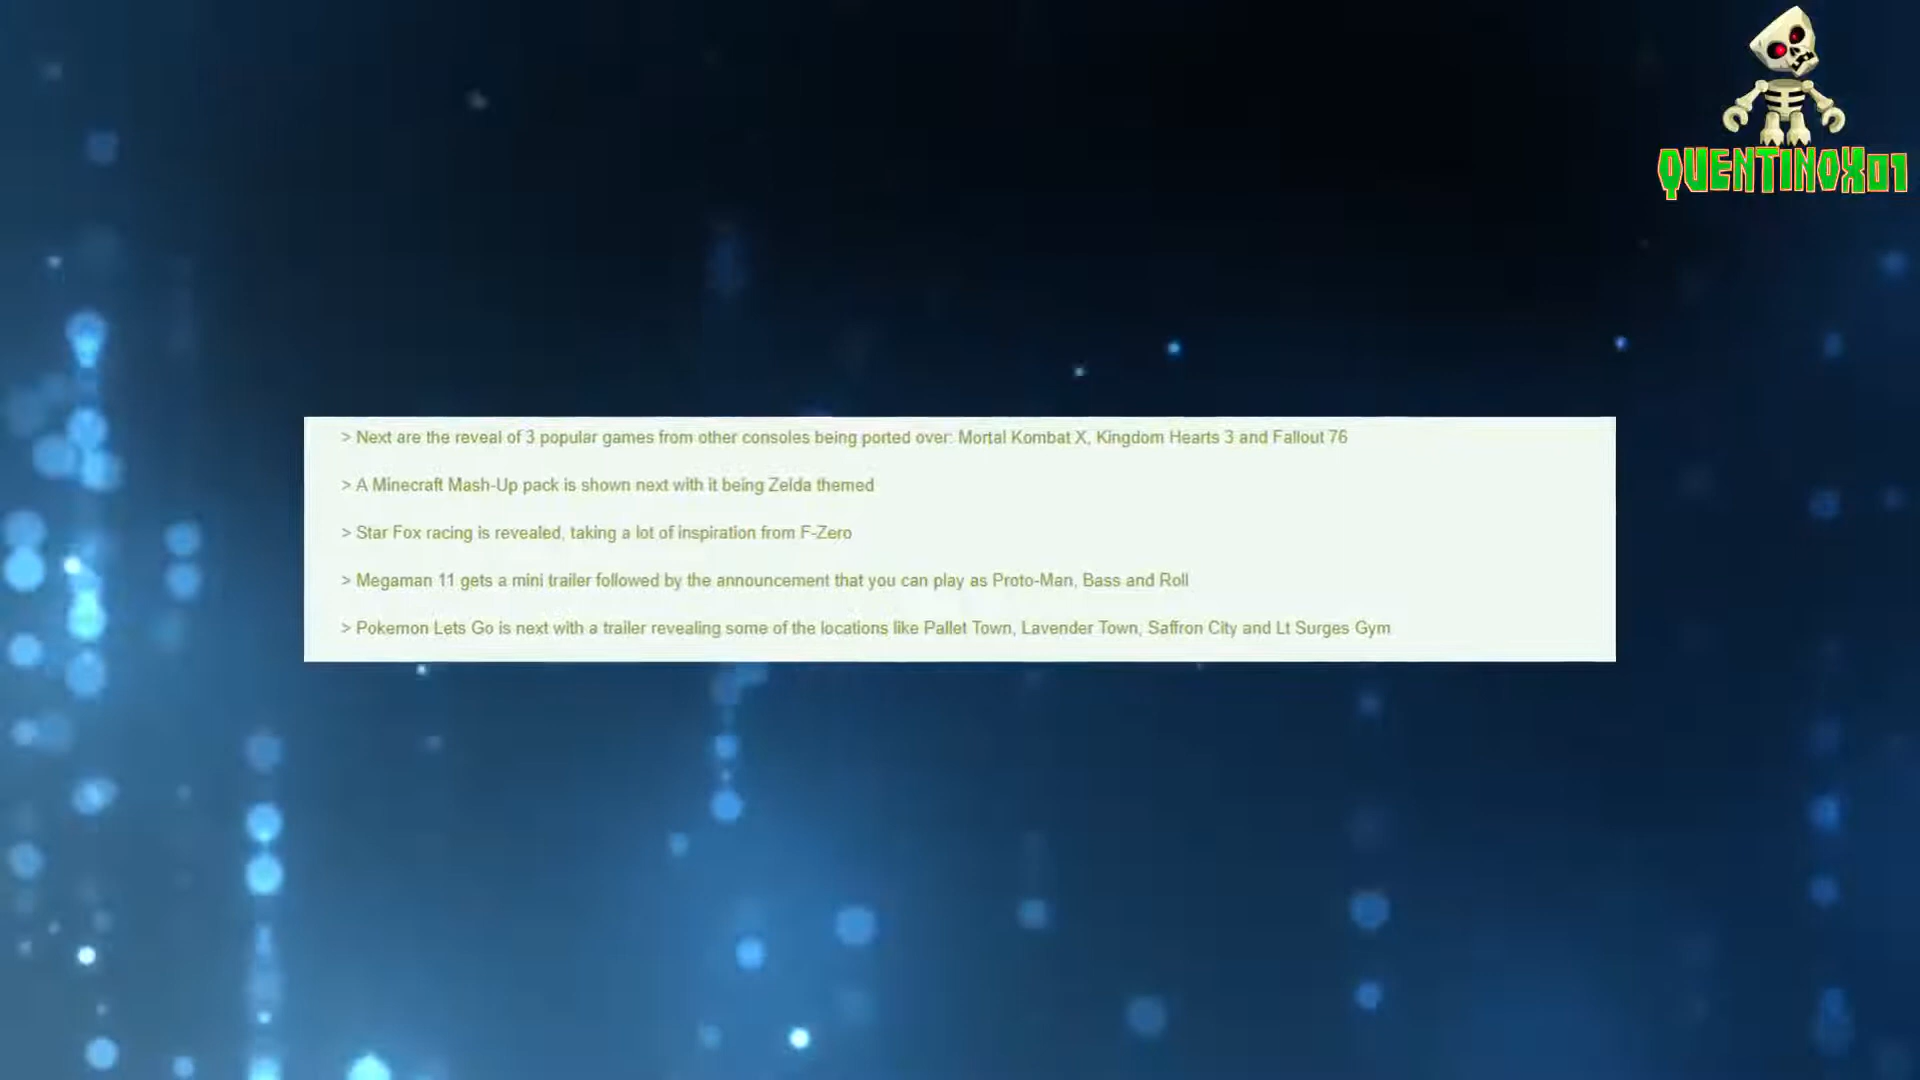 QUENTINOX01
> Next are the reveal of 3 popular games from other consoles being ported over: Mortal Kombat X, Kingdom Hearts 3 and Fallout 76
> A Minecraft Mash-Up pack is shown next with it being Zelda themed
> Star Fox racing is revealed, taking a lot of inspiration from F-Zero
> Megaman 11 gets a mini trailer followed by the announcement that you can play as Proto-Man, Bass and Roll
> Pokemon Lets Go is next with a trailer revealing some of the locations like Pallet Town, Lavender Town, Saffron City and Lt Surges Gym